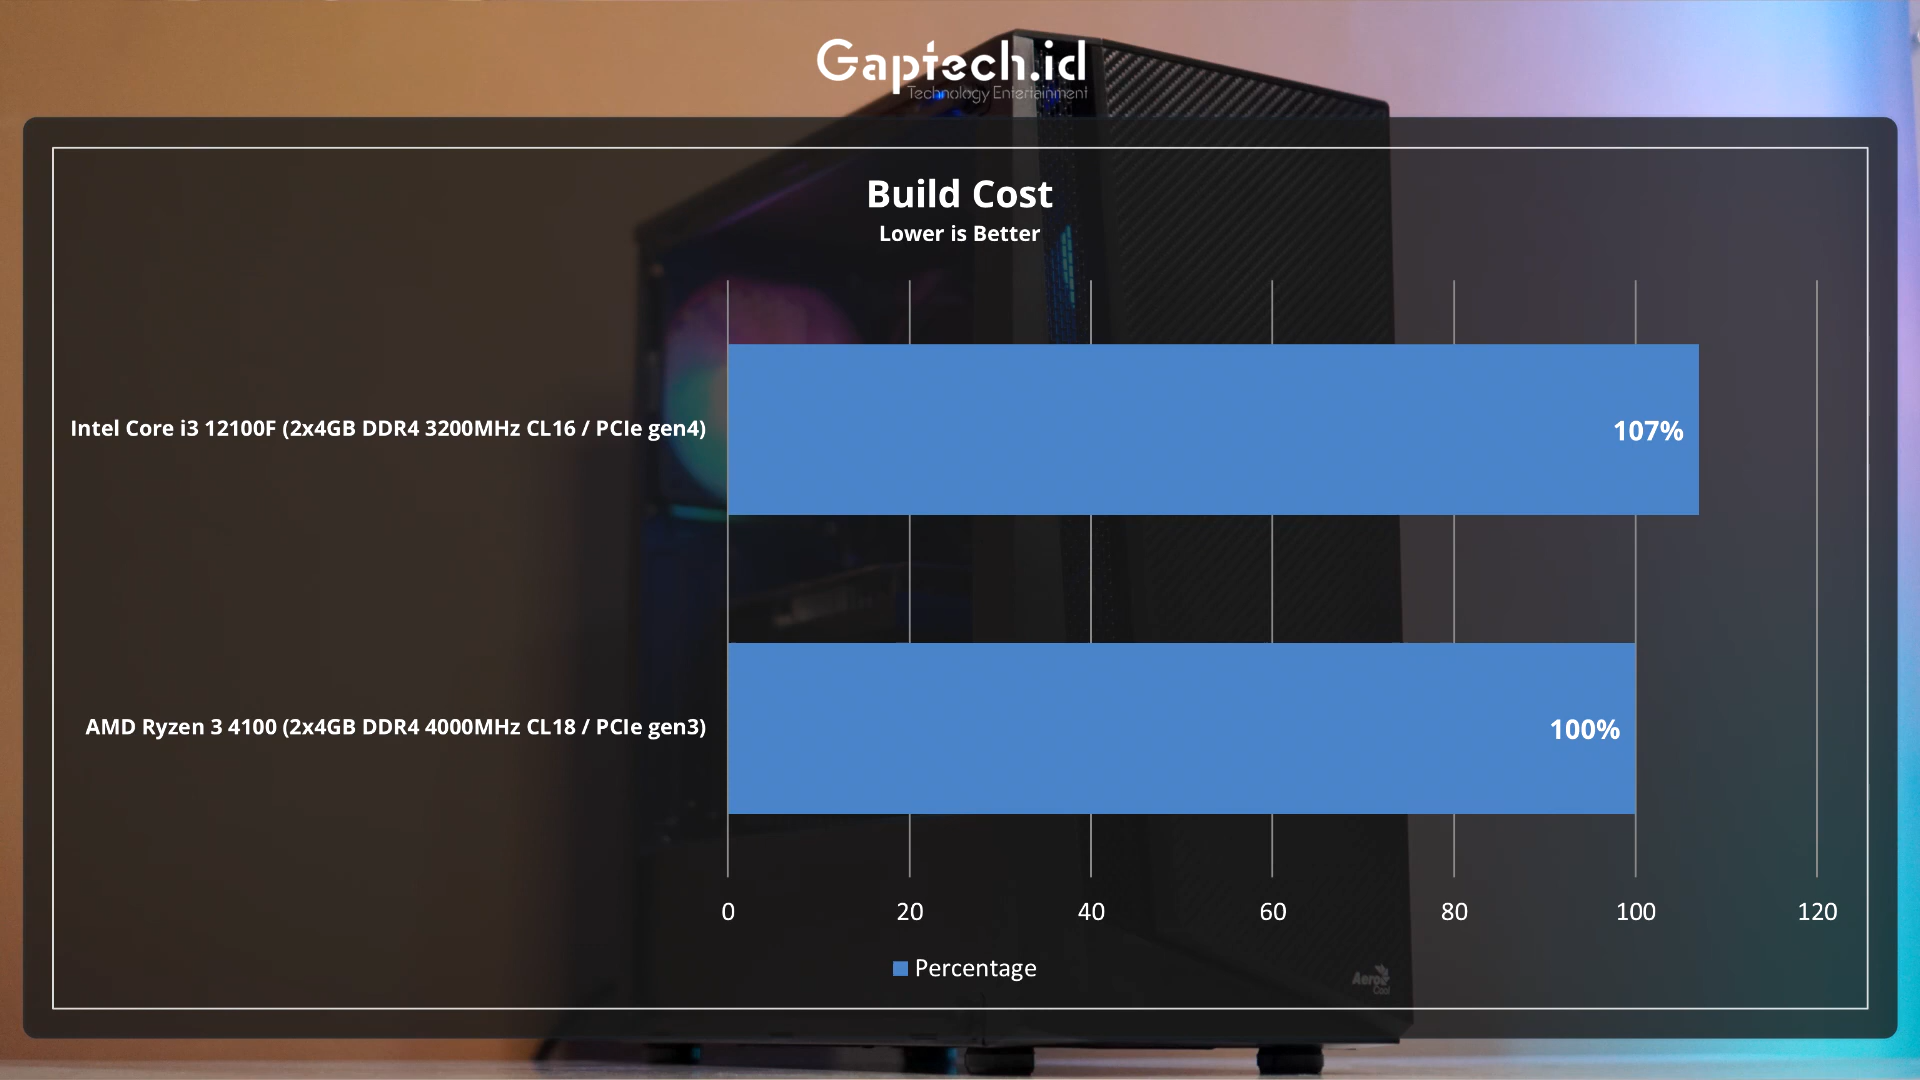 Gaptech.id
Technology Entertainment
Build Cost
Lower is Better
Intel Core i3 12100F (2x4GB DDR4 3200MHz CL16 / PCIe gen4)
107%
AMD Ryzen 3 4100 (2x4GB DDR4 4000MHz CL18 / PCIe gen3)
100%
0 20 40 60 80 100 120
Percentage
Aero
Cool